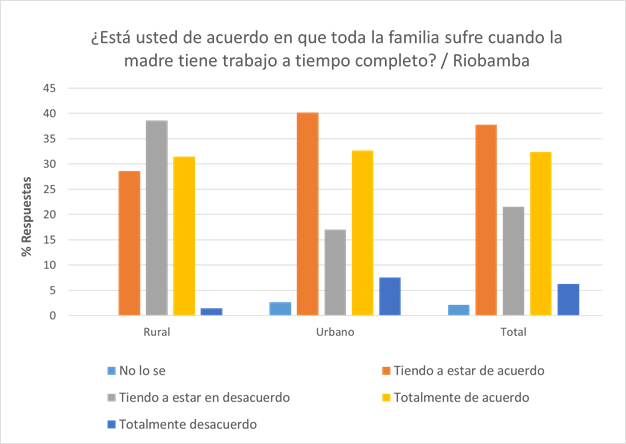 ¿Está usted de acuerdo en que toda la familia sufre cuando la
madre tiene trabajo a tiempo completo? / Riobamba
% Respuestas
45
40
35
30
25
20
15
10
5
0
Rural
Urbano
Total
No lo se
Tiendo a estar de acuerdo
Tiendo a estar en desacuerdo
Totalmente de acuerdo
Totalmente desacuerdo